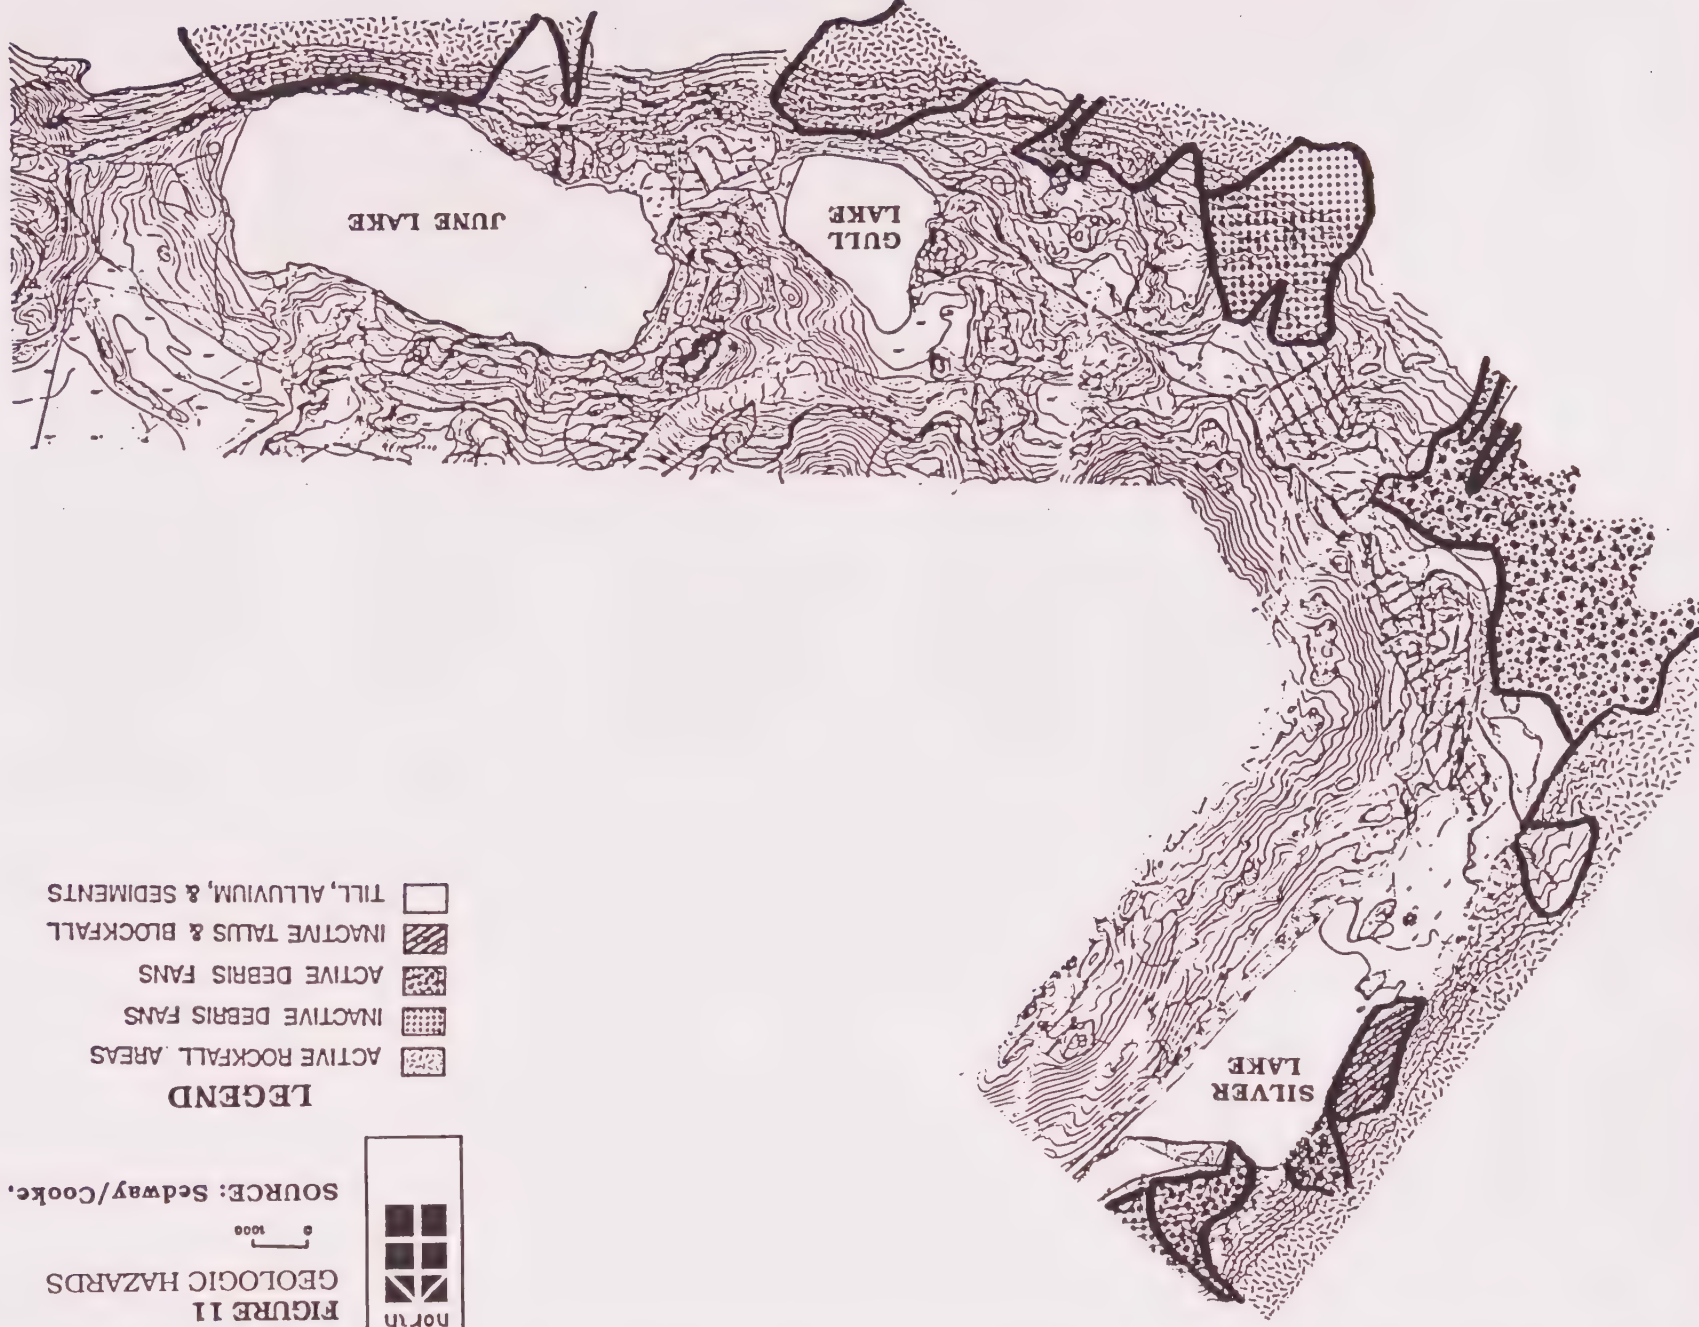 north
FIGURE 11
GEOLOGIC HAZARDS
0 1000
SOURCE: Sedway/Cooke.
LEGEND
ACTIVE ROCKFALL AREAS
INACTIVE DEBRIS FANS
ACTIVE DEBRIS FANS
INACTIVE TALUS & BLOCKFALL
TILL, ALLUVIUM, & SEDIMENTS
SILVER
LAKE
GULL
LAKE
JUNE LAKE